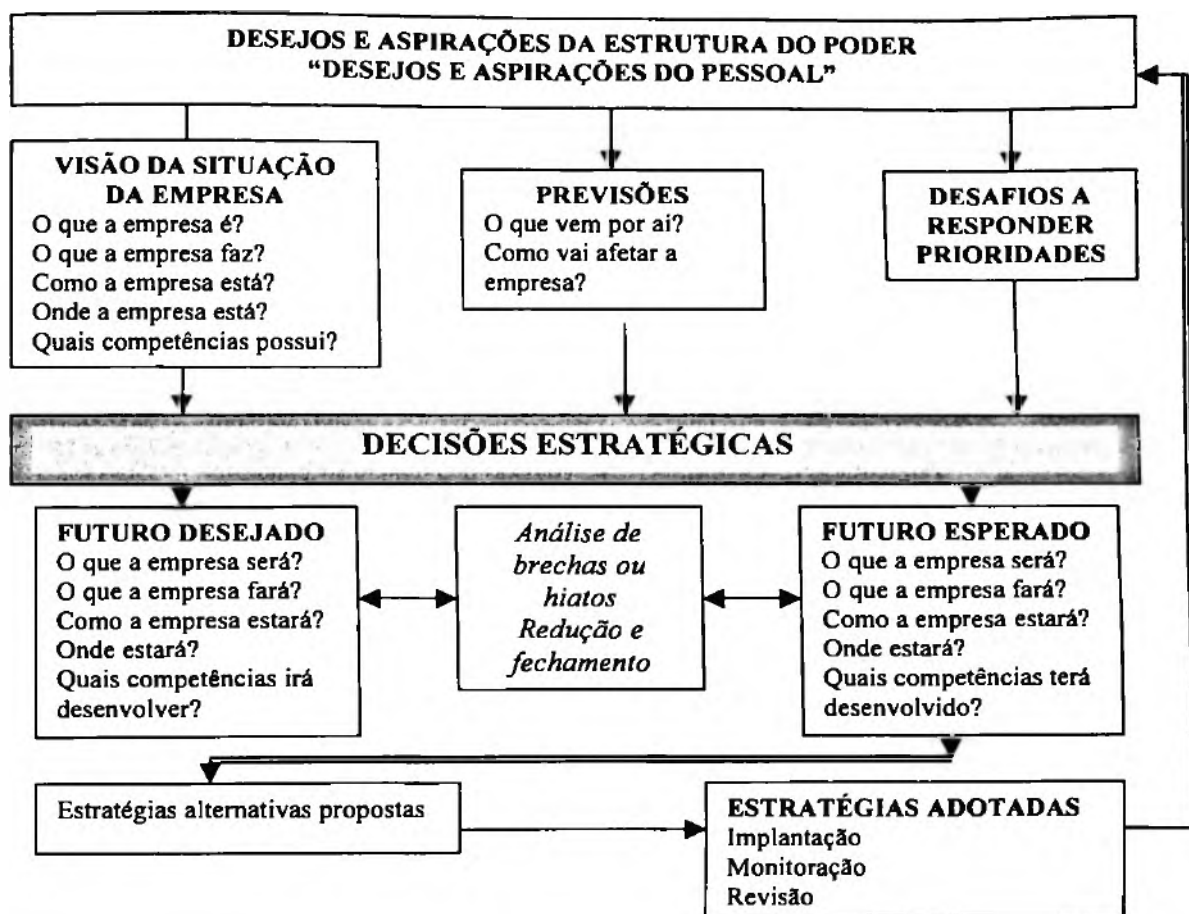 DESEJOS E ASPIRAÇÕES DA ESTRUTURA DO PODER
“DESEJOS E ASPIRAÇÕES DO PESSOAL”
VISÃO DA SITUAÇÃO
DA EMPRESA
O que a empresa é?
O que a empresa faz?
Como a empresa está?
Onde a empresa está?
Quais competências possui?
PREVISÕES
O que vem por ai?
Como vai afetar a
empresa?
DESAFIOS A
RESPONDER
PRIORIDADES
DECISÕES ESTRATÉGICAS
FUTURO DESEJADO
O que a empresa será?
O que a empresa fará?
Como a empresa estará?
Onde estará?
Quais competências irá
desenvolver?
Análise de
brechas ou
hiatos
Redução e
fechamento
FUTURO ESPERADO
O que a empresa será?
O que a empresa fará?
Como a empresa estará?
Onde estará?
Quais competências terá
desenvolvido?
Estratégias alternativas propostas
ESTRATÉGIAS ADOTADAS
Implantação
Monitoração
Revisão